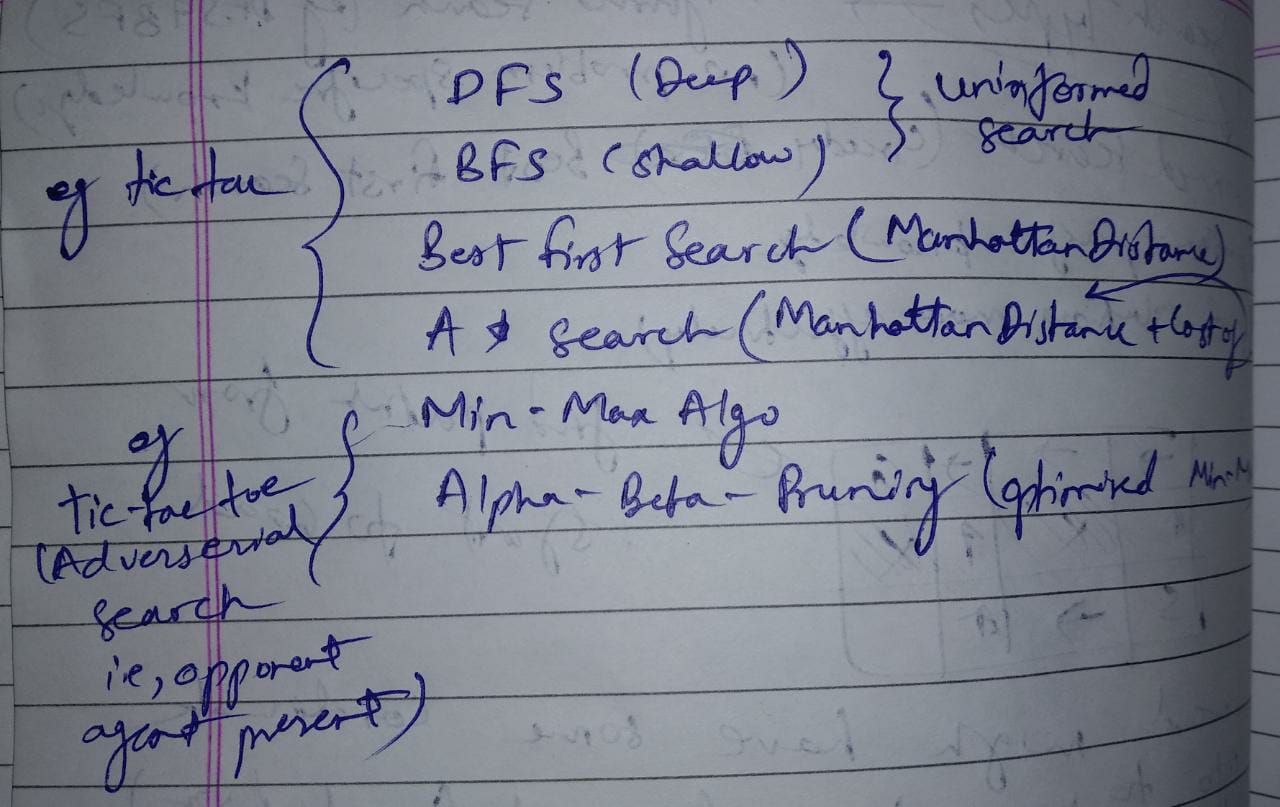 DFS (Deep) } uninformed
search
eg tic tae { BFS (shallow)
Best first Search (Manhattan Distance)
A * search (Manhattan Distance + Cost of
eg { Min-Max Algo
tic-tac toe Alpha-Beta-Pruning (optimized Min-M
(Adverserial
search
i.e, opponent
agent present)